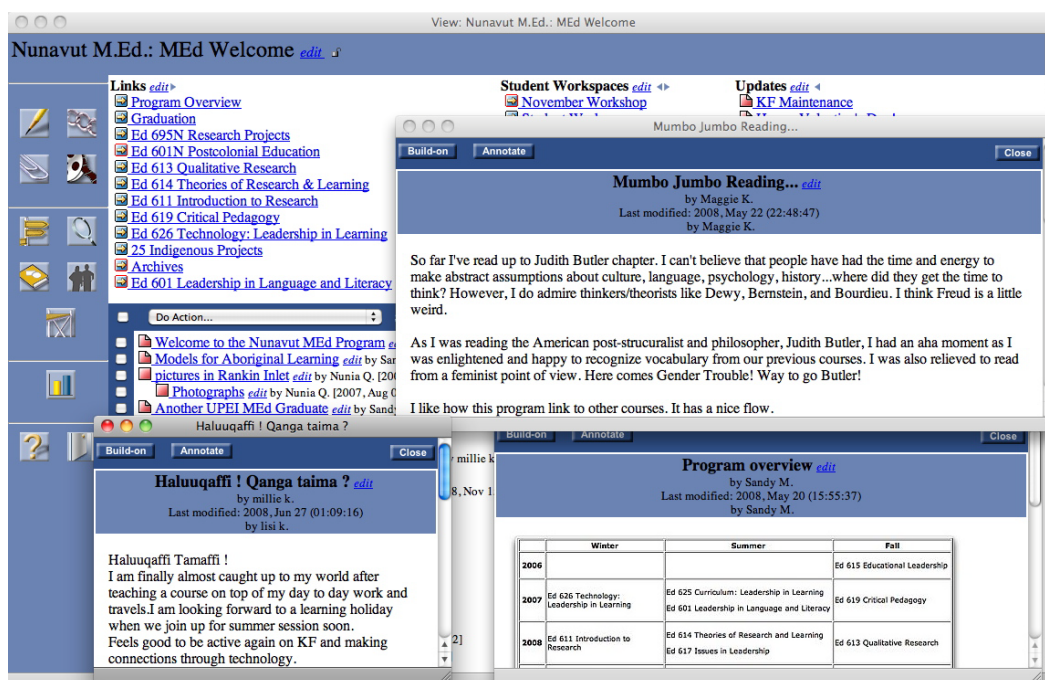 View: Nunavut M.Ed.: MEd Welcome
Nunavut M.Ed.: MEd Welcome edit
Links edit
Program Overview
Graduation
Ed 695N Research Projects
Ed 601N Postcolonial Education
Ed 613 Qualitative Research
Ed 614 Theories of Research & Learning
Ed 611 Introduction to Research
Ed 619 Critical Pedagogy
Ed 626 Technology: Leadership in Learning
25 Indigenous Projects
Archives
Ed 601 Leadership in Language and Literacy
Student Workspaces edit
November Workshop
Updates edit
KF Maintenance
Do Action...
Welcome to the Nunavut MEd Program
Models for Aboriginal Learning edit by
pictures in Rankin Inlet edit by Nunia Q.
Photographs edit by Nunia Q. [2007, Aug
Another UPEI MEd Graduate edit by
Mumbo Jumbo Reading...
Build-on Annotate Close
Mumbo Jumbo Reading... edit
by Maggie K.
Last modified: 2008, May 22 (22:48:47)
by Maggie K.
So far I've read up to Judith Butler chapter. I can't believe that people have had the time and energy to
make abstract assumptions about culture, language, psychology, history...where did they get the time to
think? However, I do admire thinkers/theorists like Dewy, Bernstein, and Bourdieu. I think Freud is a little
weird.
As I was reading the American post-strucuralist and philosopher, Judith Butler, I had an aha moment as I
was enlightened and happy to recognize vocabulary from our previous courses. I was also relieved to read
from a feminist point of view. Here comes Gender Trouble! Way to go Butler!
I like how this program link to other courses. It has a nice flow.
Haluuqaffi ! Qanga taima ?
Build-on Annotate Close
Haluuqaffi ! Qanga taima ? edit
by millie k.
Last modified: 2008, Jun 27 (01:09:16)
by lisi k.
Haluuqaffi Tamaffi !
I am finally almost caught up to my world after
teaching a course on top of my day to day work and
travels.I am looking forward to a learning holiday
when we join up for summer session soon.
Feels good to be active again on KF and making
connections through technology.
millie k
8, Nov 1
2]
Build-on Annotate Close
Program overview edit
by Sandy M.
Last modified: 2008, May 20 (15:55:37)
by Sandy M.
Winter Summer Fall
2006 Ed 615 Educational Leadership
2007 Ed 626 Technology: Leadership in Learning Ed 625 Curriculum: Leadership in Learning Ed 601 Leadership in Language and Literacy Ed 619 Critical Pedagogy
2008 Ed 611 Introduction to Research Ed 614 Theories of Research and Learning Ed 617 Issues in Leadership Ed 613 Qualitative Research